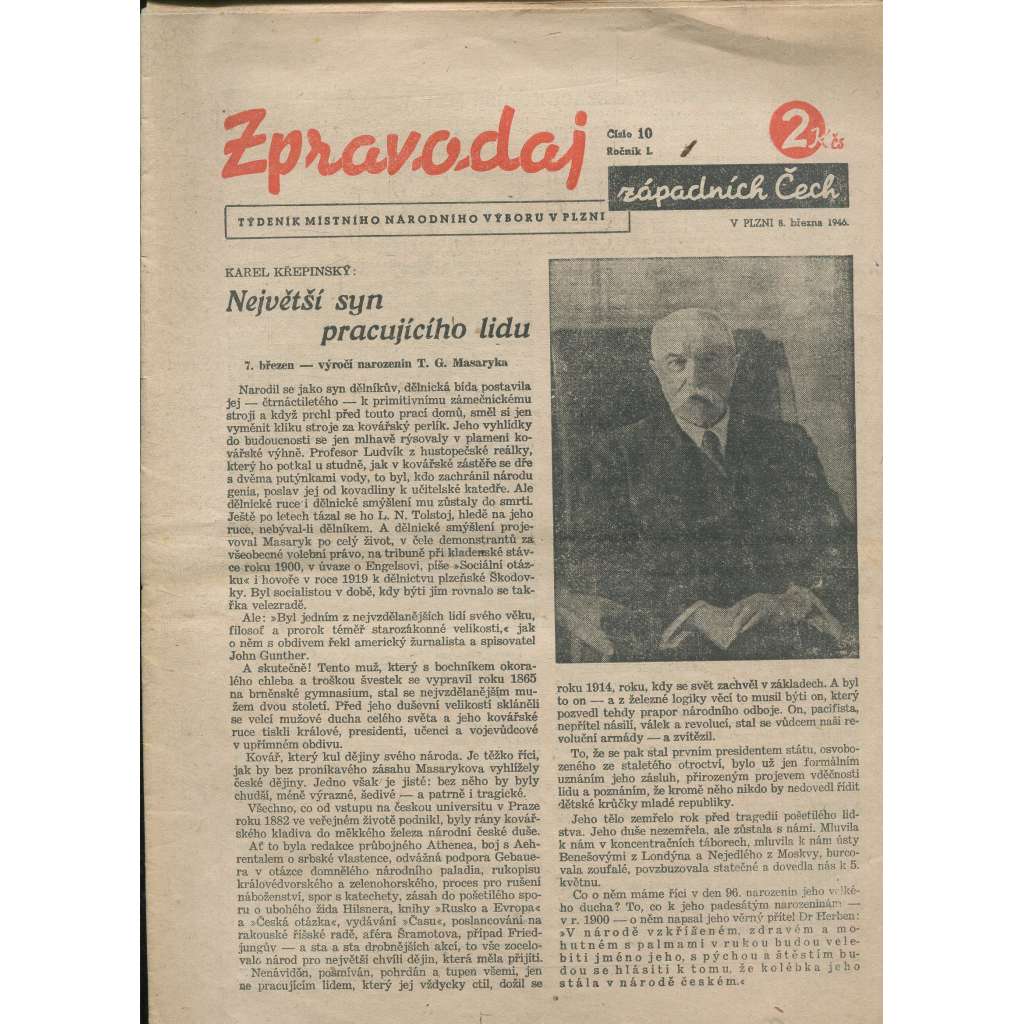 Zpravodaj
Číslo 10
Ročník I.
2 Kčs
západních Čech
TÝDENÍK MÍSTNÍHO NÁRODNÍHO VÝBORU V PLZNI
V PLZNI 8. března 1946.
KAREL KŘEPINSKÝ:
Největší syn
pracujícího lidu
7. březen — výročí narozenin T. G. Masaryka
Narodil se jako syn dělníkův, dělnická bída postavila
jej — čtrnáctiletého — k primitivnímu zámečnickému
stroji a když prchl před touto prací domů, směl si jen
vyměnit kliku stroje za kovářský perlík. Jeho vyhlídky
do budoucnosti se jen mlhavě rýsovaly v plameni ko-
vářské výhně. Profesor Ludvík z hustopečské reálky,
který ho potkal u studně, jak v kovářské zástěře se dře
s dvěma putýnkami vody, to byl, kdo zachránil národu
genia, poslav jej od kovadliny k učitelské katedře. Ale
dělnické ruce i dělnické smýšlení mu zůstaly do smrti.
Ještě po letech tázal se ho L. N. Tolstoj, hledě na jeho
ruce, nebýval-li dělníkem. A dělnické smýšlení proje-
voval Masaryk po celý život, v čele demonstrantů za
všeobecné volební právo, na tribuně při kladenské stáv-
ce roku 1900, v úvaze o Engelsovi, píše »Sociální otáz-
ku« i hovoře v roce 1919 k dělnictvu plzeňské Škodov-
ky. Byl socialistou v době, kdy býti jím rovnalo se tak-
řka velezradě.
Ale: »Byl jedním z nejvzdělanějších lidí svého věku,
filosof a prorok téměř starozákonné velikosti,« jak
o něm s obdivem řekl americký žurnalista a spisovatel
John Gunther.
A skutečně! Tento muž, který s bochníkem okora-
lého chleba a troškou švestek se vypravil roku 1865
na brněnské gymnasium, stal se nejvzdělanějším mu-
žem dvou století. Před jeho duševní velikostí skláněli
se velcí mužové ducha celého světa a jeho kovářské
ruce tiskli králové, presidenti, učenci a vojevůdcové
v upřímném obdivu.
Kovář, který kul dějiny svého národa. Je těžko říci,
jak by bez pronikavého zásahu Masarykova vyhlížely
české dějiny. Jedno však je jisté: bez něho by byly
chudší, méně výrazné, šedivé — a patrně i tragické.
Všechno, co od vstupu na českou universitu v Praze
roku 1882 ve veřejném životě podnikl, byly rány kovář-
ského kladiva do měkkého železa národní české duše.
Ať to byla redakce průbojného Athenea, boj s Aeh-
rentalem o srbské vlastence, odvážná podpora Gebaue-
ra v otázce domnělého národního paladia, rukopisu
královédvorského a zelenohorského, proces pro rušení
náboženství, spor s katechety, zásah do pošetilého spo-
ru o ubohého žida Hilsnera, knihy »Rusko a Evropa«
a »Česká otázka«, vydávání »Času«, poslancování na
rakouské říšské radě, aféra Šramotova, případ Fried-
jungův — a sta a sta drobnějších akcí, to vše zocelo-
valo národ pro největší chvíli dějin, která měla přijíti.
Nenáviděn, posmíván, pohrdán a tupen všemi, jen
ne pracujícím lidem, který jej vždycky ctil, dožil se
roku 1914, roku, kdy se svět zachvěl v základech. A byl
to on — a z železné logiky věcí to musil býti on, který
pozvedl tehdy prapor národního odboje. On, pacifista,
nepřítel násilí, válek a revolucí, stal se vůdcem naší re-
voluční armády — a zvítězil.
To, že se pak stal prvním presidentem státu, osvobo-
zeného ze staletého otroctví, bylo už jen formálním
uznáním jeho zásluh, přirozeným projevem vděčnosti
lidu a poznáním, že kromě něho nikdo by nedovedl řídit
dětské krůčky mladé republiky.
Jeho tělo zemřelo rok před tragedií pošetilého lid-
stva. Jeho duše nezemřela, ale zůstala s námi. Mluvila
k nám v koncentračních táborech, mluvila k nám ústy
Benešovými z Londýna a Nejedlého z Moskvy, burco-
vala zoufalé, povzbuzovala statečné a dovedla nás k 5.
květnu.
Co o něm máme říci v den 96. narozenin jeho velké-
ho ducha? To, co k jeho padesátým narozeninám —
v r. 1900 — o něm napsal jeho věrný přítel Dr Herben:
»V národě vzkříšeném, zdravém a mo-
hutném s palmami v rukou budou vele-
biti jméno jeho, s pýchou a štěstím bu-
dou se hlásiti k tomu, že kolébka jeho
stála v národě českém.«